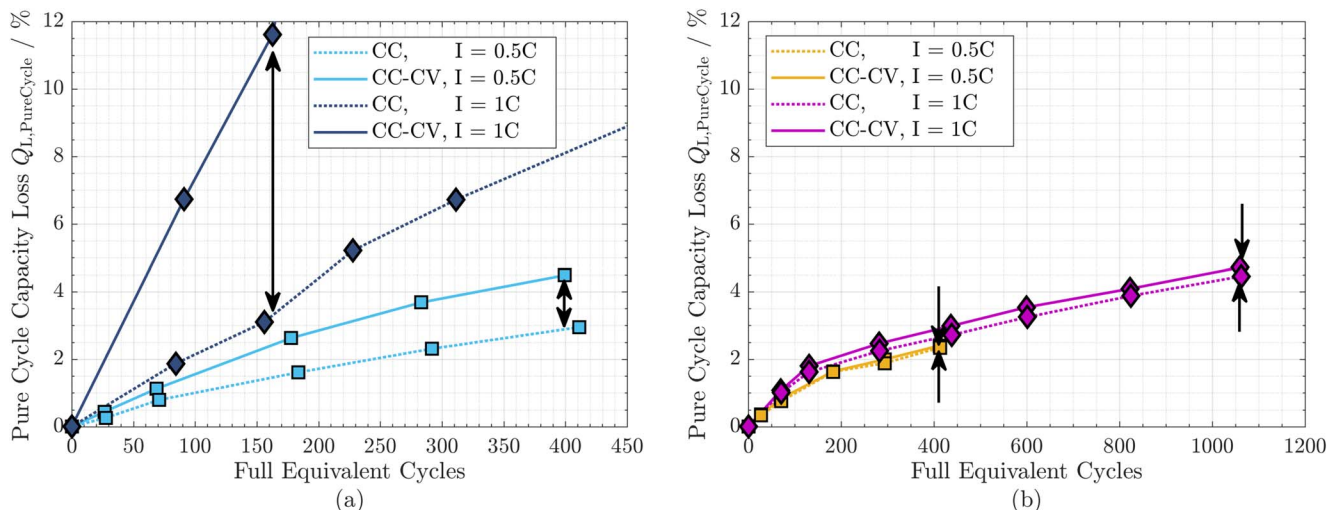 Pure Cycle Capacity Loss Q_{L,PureCycle} / %
12
10
8
6
4
2
0
CC, I = 0.5C
CC-CV, I = 0.5C
CC, I = 1C
CC-CV, I = 1C
0 50 100 150 200 250 300 350 400 450
Full Equivalent Cycles
(a)
Pure Cycle Capacity Loss Q_{L,PureCycle} / %
12
10
8
6
4
2
0
CC, I = 0.5C
CC-CV, I = 0.5C
CC, I = 1C
CC-CV, I = 1C
0 200 400 600 800 1000 1200
Full Equivalent Cycles
(b)